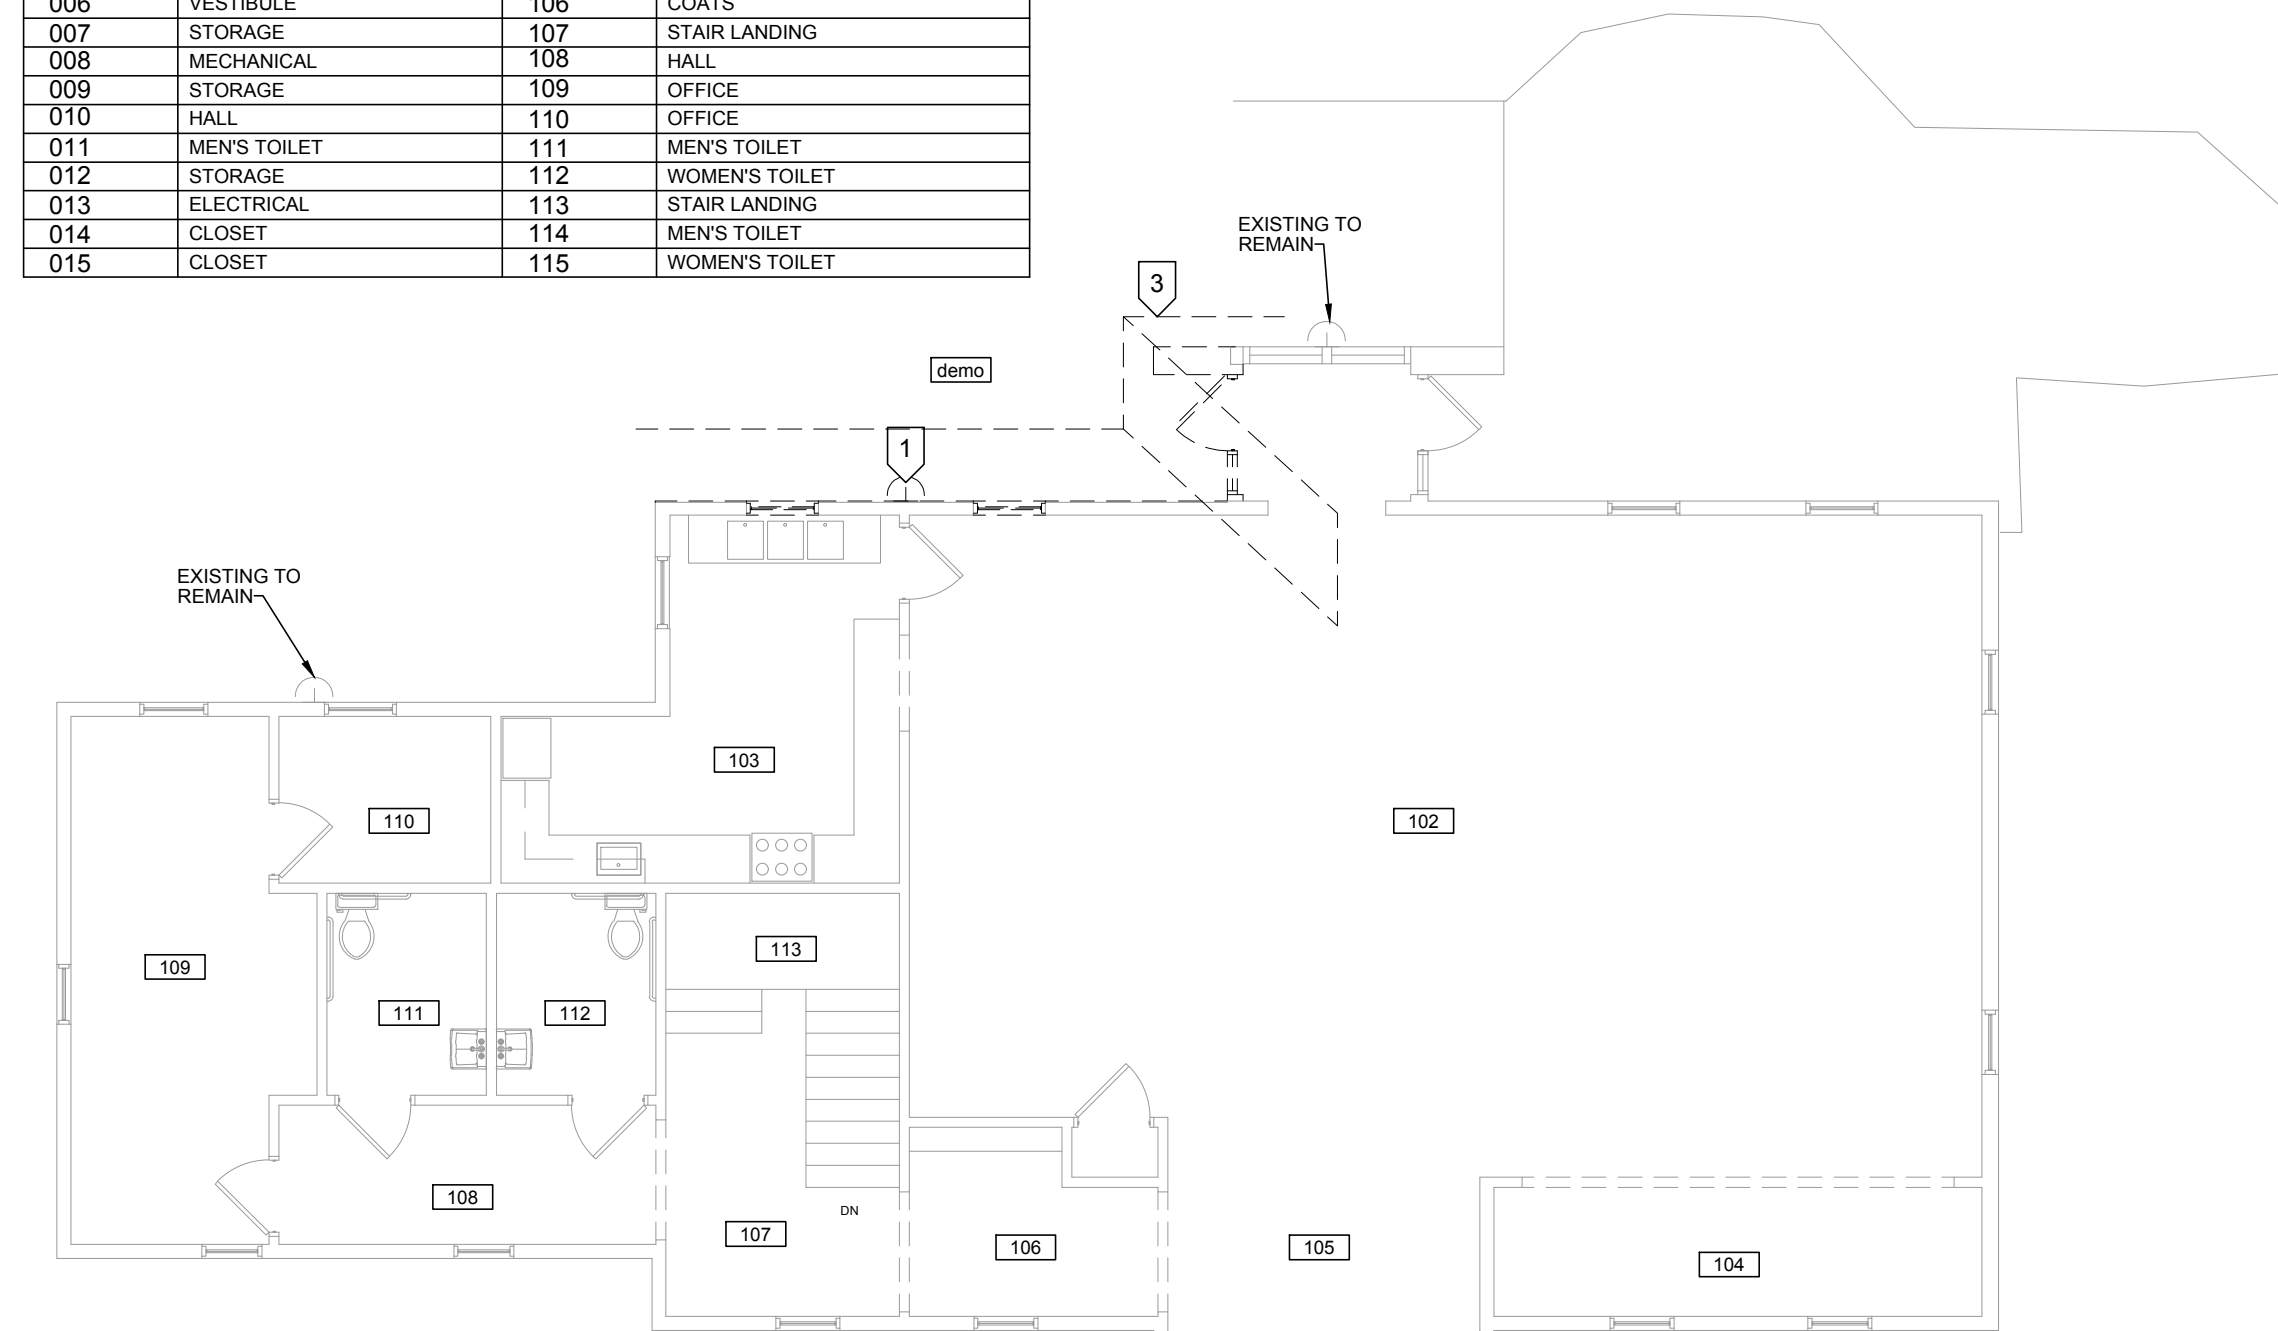 006 VESTIBULE 106 COATS
007 STORAGE 107 STAIR LANDING
008 MECHANICAL 108 HALL
009 STORAGE 109 OFFICE
010 HALL 110 OFFICE
011 MEN'S TOILET 111 MEN'S TOILET
012 STORAGE 112 WOMEN'S TOILET
013 ELECTRICAL 113 STAIR LANDING
014 CLOSET 114 MEN'S TOILET
015 CLOSET 115 WOMEN'S TOILET
EXISTING TO
REMAIN
3
demo
1
EXISTING TO
REMAIN
103
110
102
113
109
111
112
108
DN
107
106
105
104